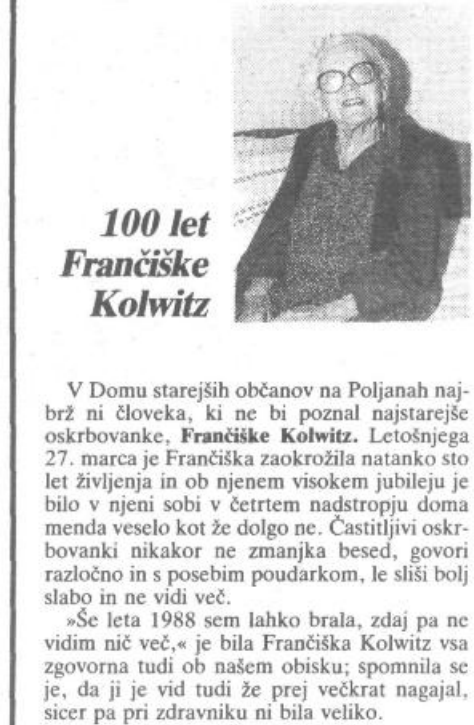 100 let
Frančiške
Kolwitz
V Domu starejših občanov na Poljanah naj-
brž ni človeka, ki ne bi poznal najstarejše
oskrbovanke, Frančiške Kolwitz. Letošnjega
27. marca je Frančiška zaokrožila natanko sto
let življenja in ob njenem visokem jubileju je
bilo v njeni sobi v četrtem nadstropju doma
menda veselo kot že dolgo ne. Častitljivi oskr-
bovanki nikakor ne zmanjka besed, govori
razločno in s posebim poudarkom, le sliši bolj
slabo in ne vidi več.
»Še leta 1988 sem lahko brala, zdaj pa ne
vidim nič več,« je bila Frančiška Kolwitz vsa
zgovorna tudi ob našem obisku; spomnila se
je, da ji je vid tudi že prej večkrat nagajal,
sicer pa pri zdravniku ni bila veliko.